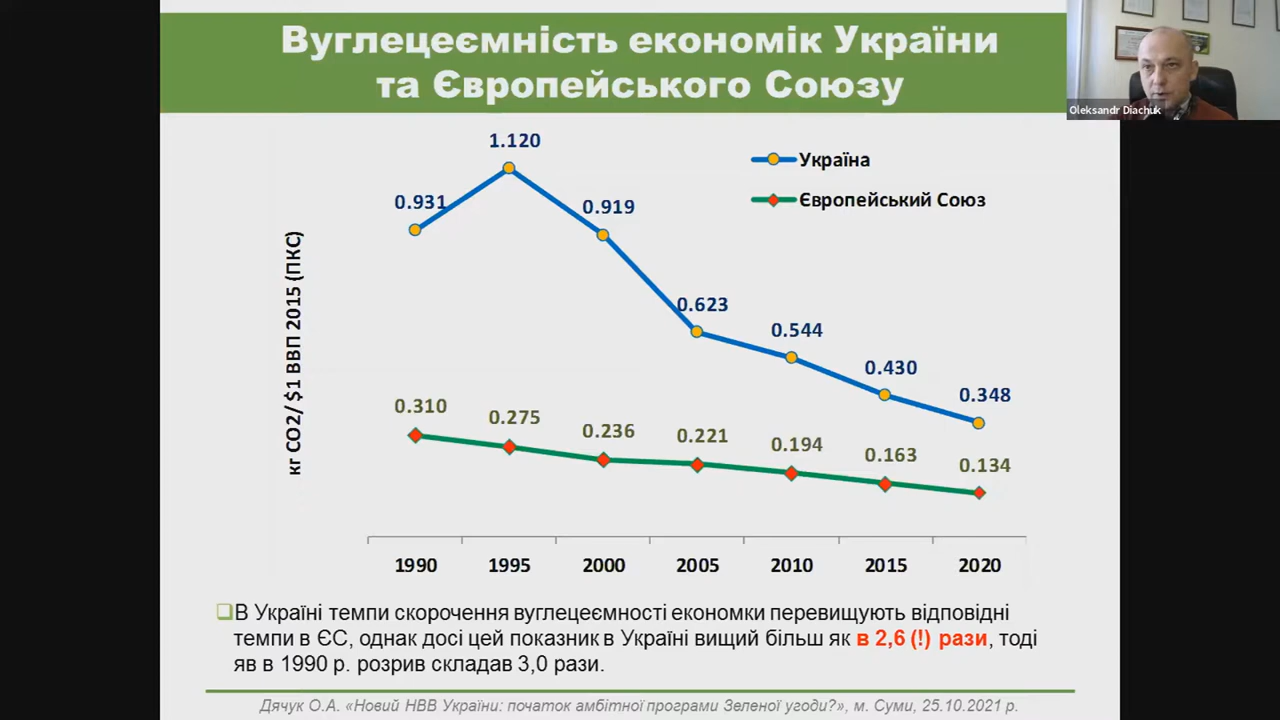 Вуглецеємність економік України
та Європейського Союзу
Oleksandr Diachuk
1.120
0.931
0.919
0.623
0.544
0.430
0.348
Україна
Європейський Союз
кг CO2/ $1 ВВП 2015 (ПКС)
0.310
0.275
0.236
0.221
0.194
0.163
0.134
1990 1995 2000 2005 2010 2015 2020
В Україні темпи скорочення вуглецеємності економки перевищують відповідні
темпи в ЄС, однак досі цей показник в Україні вищий більш як в 2,6 (!) рази, тоді
яв в 1990 р. розрив складав 3,0 рази.
Дячук О.А. «Новий НВВ України: початок амбітної програми Зеленої угоди?», м. Суми, 25.10.2021 р.